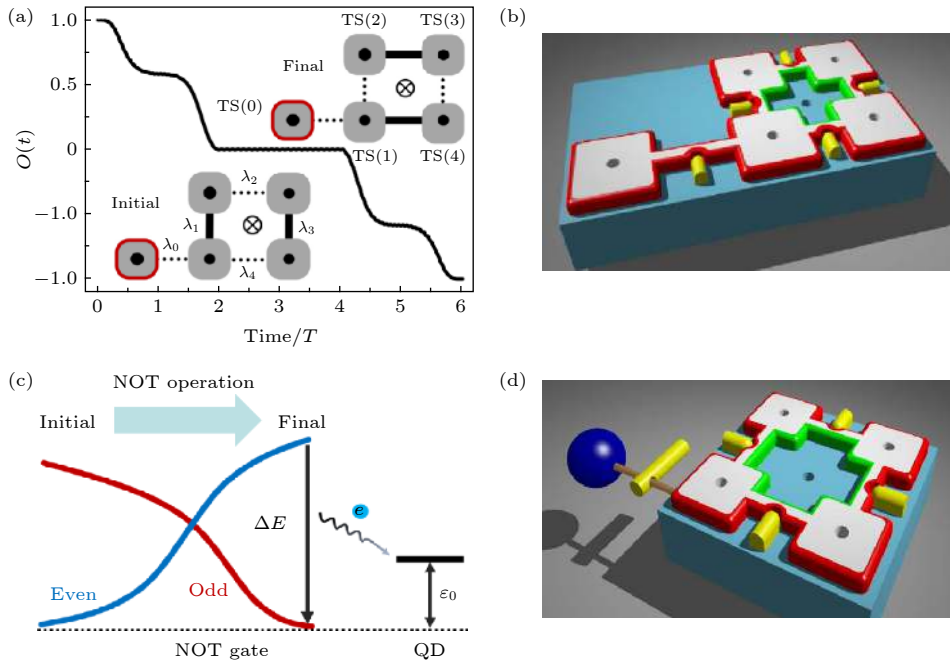 (a)
1.0
0.5
0
−1.0
−1.0
O(t)
0 1 2 3 4 5 6
Time/T
TS(2) TS(3)
Final
TS(0)
TS(1) TS(4)
Initial
λ2
λ1
λ3
λ0
λ4
(b)
(c)
NOT operation
Initial Final
ΔE
e
Even Odd
ε0
NOT gate QD
(d)